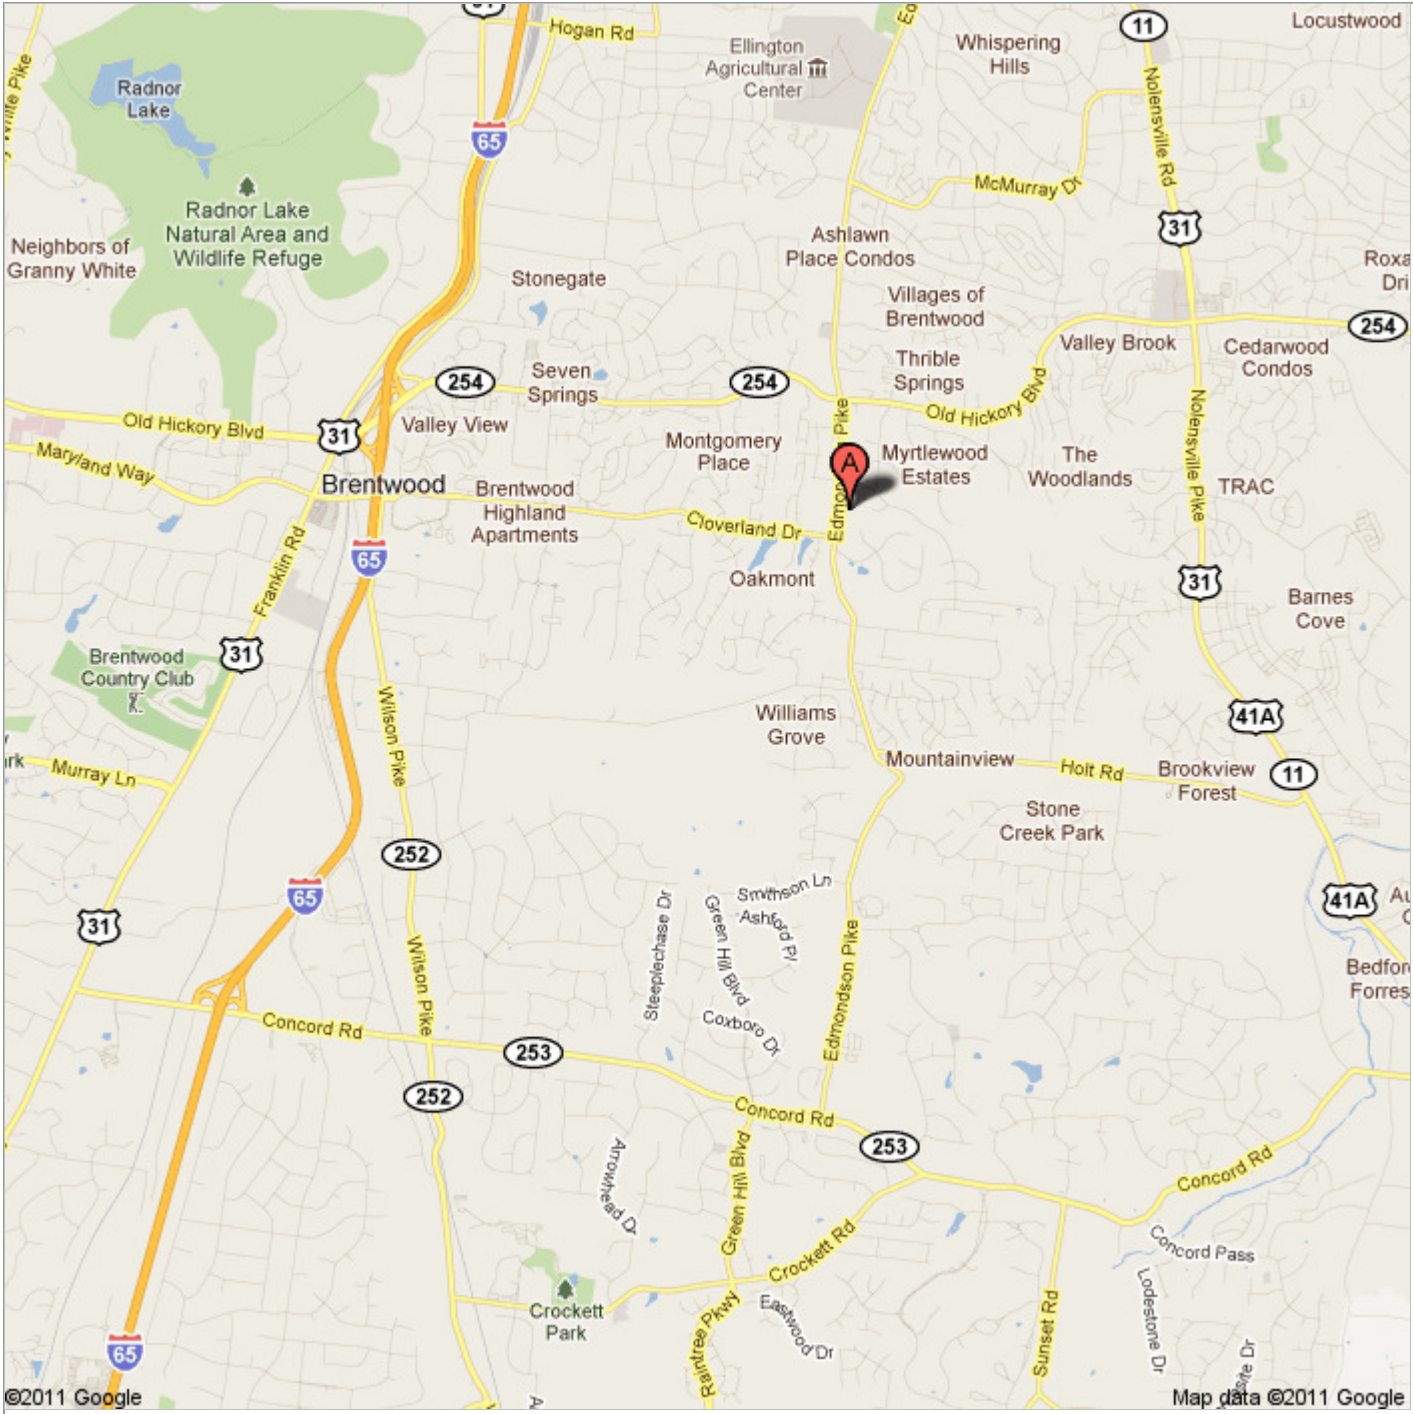 31
Hogan Rd
11
Locustwood
Whispering
Hills
Ellington
Agricultural
Center
Radnor
Lake
White Pike
65
Nolensville Rd
McMurray Dr
Radnor Lake
Natural Area and
Wildlife Refuge
Neighbors of
Granny White
31
Ashlawn
Place Condos
Stonegate
Villages of
Brentwood
254
Valley Brook
Cedarwood
Condos
Thrible
Springs
Seven
Springs
254
254
Old Hickory Blvd
Old Hickory Blvd
31
Valley View
Pike
Nolensville Pike
Montgomery
Place
A
Myrtlewood
Estates
The
Woodlands
TRAC
Maryland Way
Brentwood
Brentwood
Highland
Apartments
Cloverland Dr
65
Franklin Rd
Oakmont
31
Barnes
Cove
31
Brentwood
Country Club
Wilson Pike
Williams
Grove
41A
Murray Ln
Mountainview
Holt Rd
Brookview
Forest
11
Stone
Creek Park
252
65
Smithson Ln
Ashford Pl
Steeplechase Dr
Green Hill Blvd
41A
31
Wilson Pike
Edmondson Pike
Coxboro Dr
Concord Rd
253
252
Concord Rd
253
Arrowhead Dr
Green Hill Blvd
Concord Rd
Crockett Rd
Concord Pass
Lodestone Dr
Crockett
Park
Raintree Pkwy
Eastwood Dr
Sunset Rd
65
©2011 Google
Map data ©2011 Google